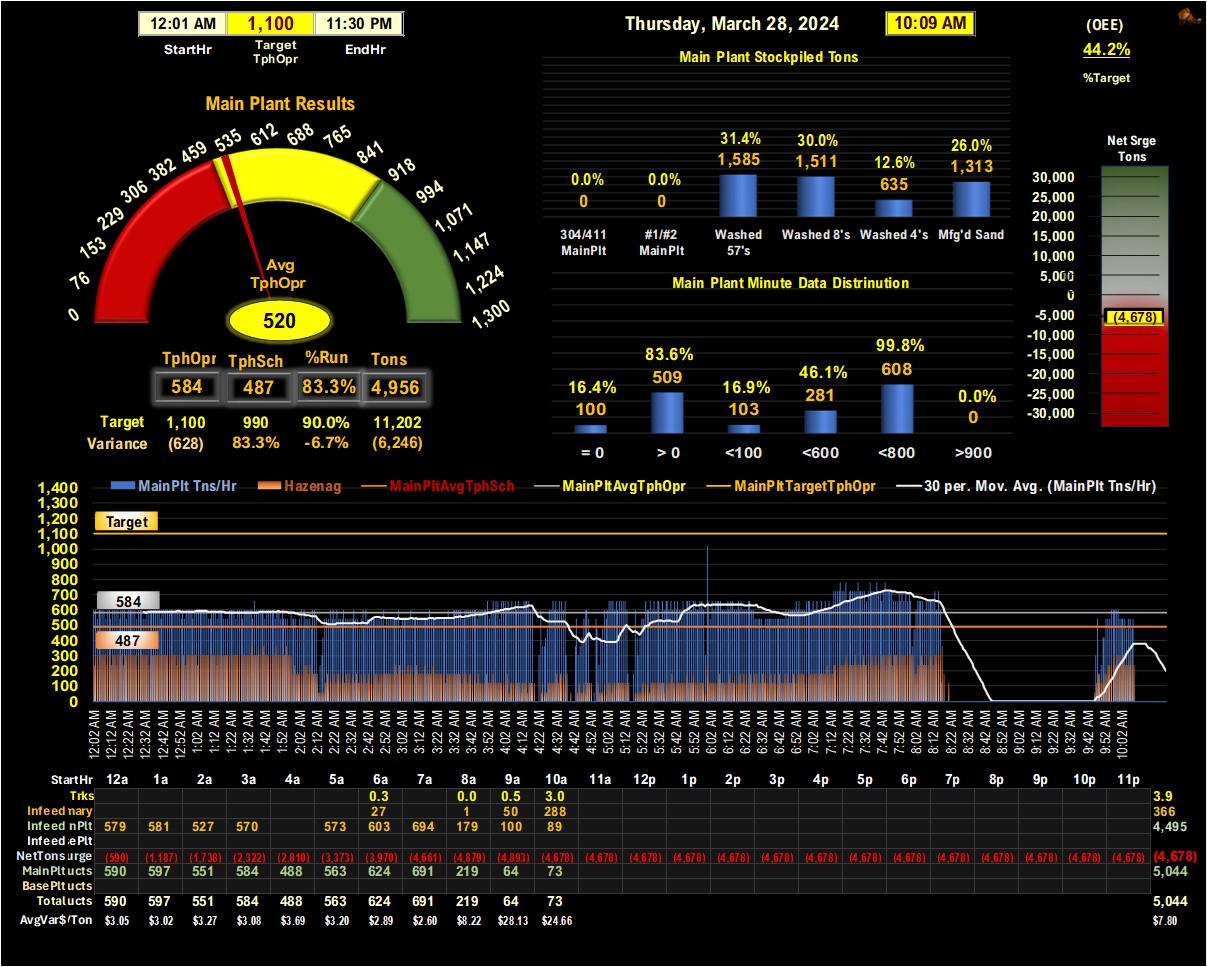 12:01 AM 1,100 11:30 PM
StartHr Target TphOpr EndHr
Thursday, March 28, 2024 10:09 AM
(OEE)
44.2%
%Target
Main Plant Results
0 76 153 229 306 382 459 535 612 688 765 841 918 994 1,071 1,147 1,224 1,300
Avg
TphOpr
520
TphOpr TphSch %Run Tons
584 487 83.3% 4,956
Target 1,100 990 90.0% 11,202
Variance (628) 83.3% -6.7% (6,246)
Main Plant Stockpiled Tons
0.0% 0.0% 31.4% 30.0% 12.6% 26.0%
0 0 1,585 1,511 635 1,313
304/411 MainPlt #1/#2 MainPlt Washed 57's Washed 8's Washed 4's Mfg'd Sand
Main Plant Minute Data Distrinution
16.4% 83.6% 16.9% 46.1% 99.8% 0.0%
100 509 103 281 608 0
= 0 > 0 <100 <600 <800 >900
Net Srge
Tons
30,000
25,000
20,000
15,000
10,000
5,000
0
-5,000
(4,678)
-10,000
-15,000
-20,000
-25,000
-30,000
MainPlt Tns/Hr Hazenag MainPltAvgTphSch MainPltAvgTphOpr MainPltTargetTphOpr 30 per. Mov. Avg. (MainPlt Tns/Hr)
1,400
1,300
1,200
Target
1,100
1,000
900
800
700
600
584
500
400
487
300
200
100
0
12:02 AM 12:12 AM 12:22 AM 12:32 AM 12:42 AM 12:52 AM 1:02 AM 1:12 AM 1:22 AM 1:32 AM 1:42 AM 1:52 AM 2:02 AM 2:12 AM 2:22 AM 2:32 AM 2:42 AM 2:52 AM 3:02 AM 3:12 AM 3:22 AM 3:32 AM 3:42 AM 3:52 AM 4:02 AM 4:12 AM 4:22 AM 4:32 AM 4:42 AM 4:52 AM 5:02 AM 5:12 AM 5:22 AM 5:32 AM 5:42 AM 5:52 AM 6:02 AM 6:12 AM 6:22 AM 6:32 AM 6:42 AM 6:52 AM 7:02 AM 7:12 AM 7:22 AM 7:32 AM 7:42 AM 7:52 AM 8:02 AM 8:12 AM 8:22 AM 8:32 AM 8:42 AM 8:52 AM 9:02 AM 9:12 AM 9:22 AM 9:32 AM 9:42 AM 9:52 AM 10:02 AM
StartHr 12a 1a 2a 3a 4a 5a 6a 7a 8a 9a 10a 11a 12p 1p 2p 3p 4p 5p 6p 7p 8p 9p 10p 11p
Trks 0.3 0.0 0.5 3.0 3.9
Infeed nary 27 1 50 288 366
Infeed nPlt 579 581 527 570 573 603 694 179 100 89 4,495
Infeed ePlt
NetTons urge (590) (1,187) (1,738) (2,322) (2,810) (3,373) (3,970) (4,661) (4,879) (4,893) (4,678) (4,678) (4,678) (4,678) (4,678) (4,678) (4,678) (4,678) (4,678) (4,678) (4,678) (4,678) (4,678) (4,678) (4,678)
MainPlt ucts 590 597 551 584 488 563 624 691 219 64 73 5,044
BasePlt ucts
Total ucts 590 597 551 584 488 563 624 691 219 64 73 5,044
AvgVar$/Ton $3.05 $3.02 $3.27 $3.08 $3.69 $3.20 $2.89 $2.60 $8.22 $28.13 $24.66 $7.80